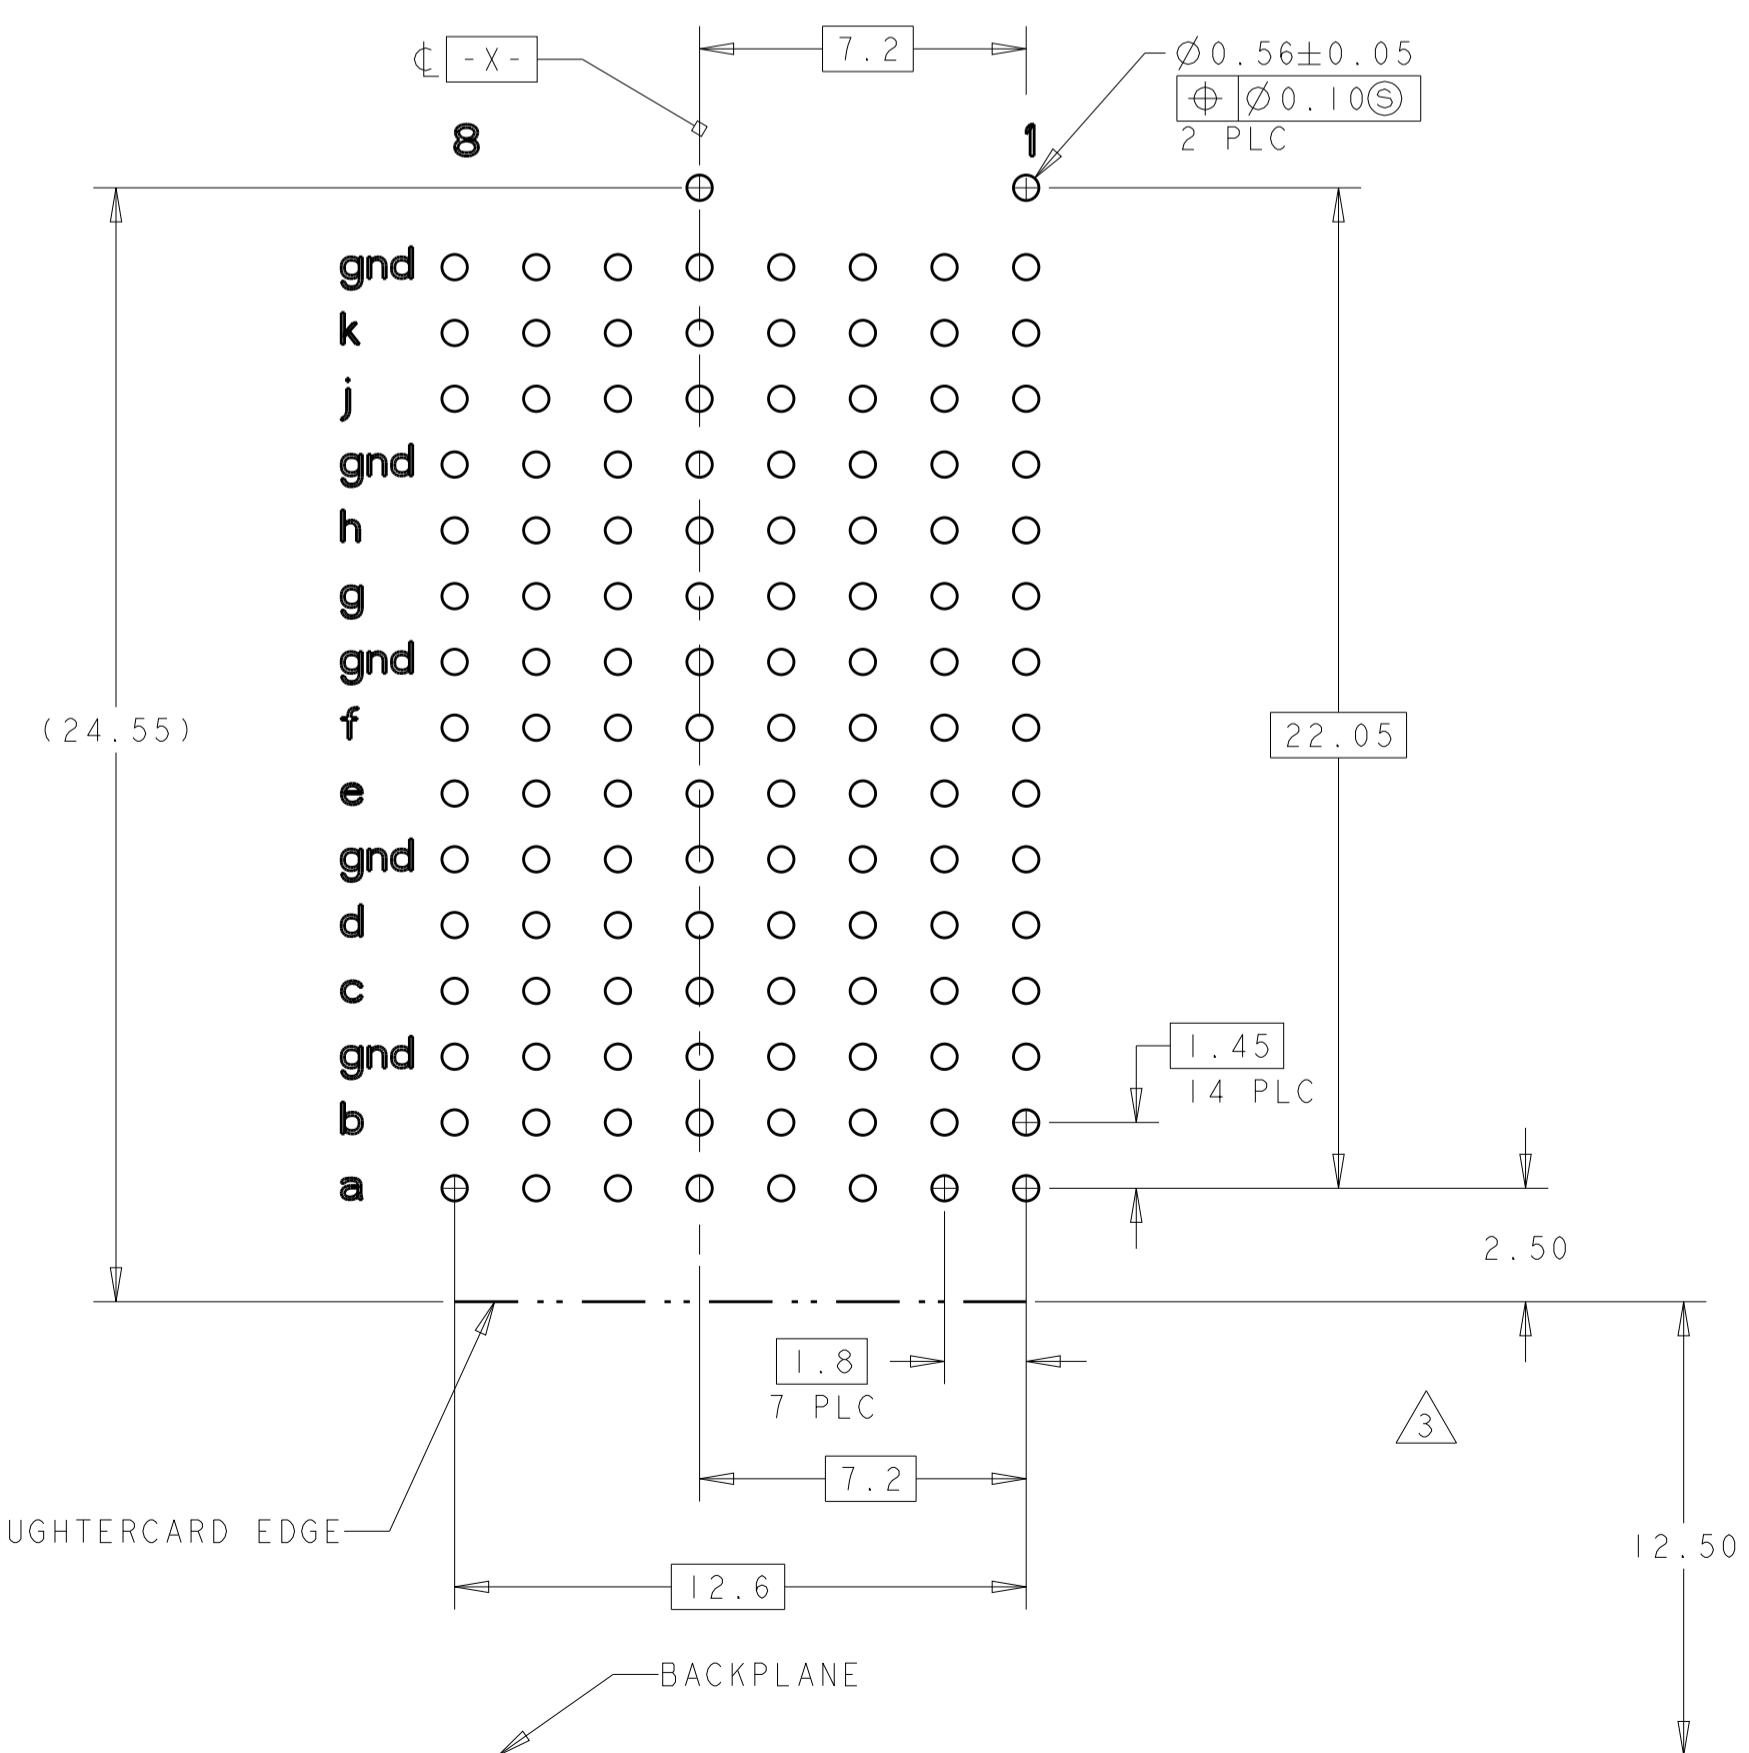 ℄ -X-
7.2
Ø0.56±0.05
⌖ Ø0.10Ⓢ
2 PLC
8
1
gnd
k
j
gnd
h
g
gnd
f
(24.55)
22.05
e
gnd
d
c
gnd
1.45
14 PLC
b
a
2.50
1.8
7 PLC
3
7.2
UGHTERCARD EDGE
12.50
12.6
BACKPLANE